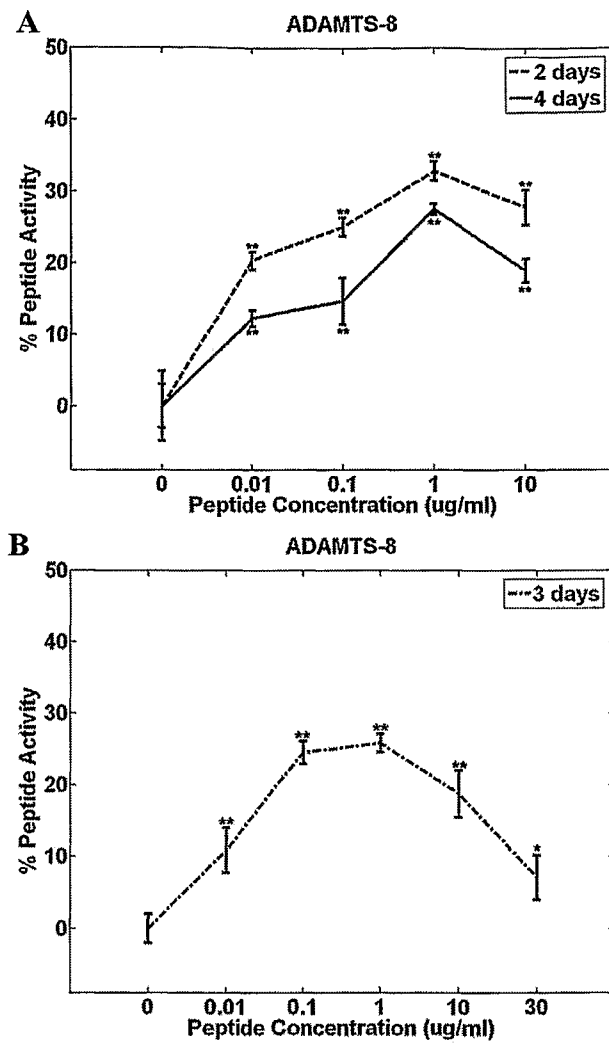 A
ADAMTS-8
50
40
30
20
10
0
% Peptide Activity
2 days
4 days
**
**
**
**
**
**
**
**
0 0.01 0.1 1 10
Peptide Concentration (ug/ml)
B
ADAMTS-8
50
40
30
20
10
0
% Peptide Activity
3 days
**
**
**
**
*
0 0.01 0.1 1 10 30
Peptide Concentration (ug/ml)